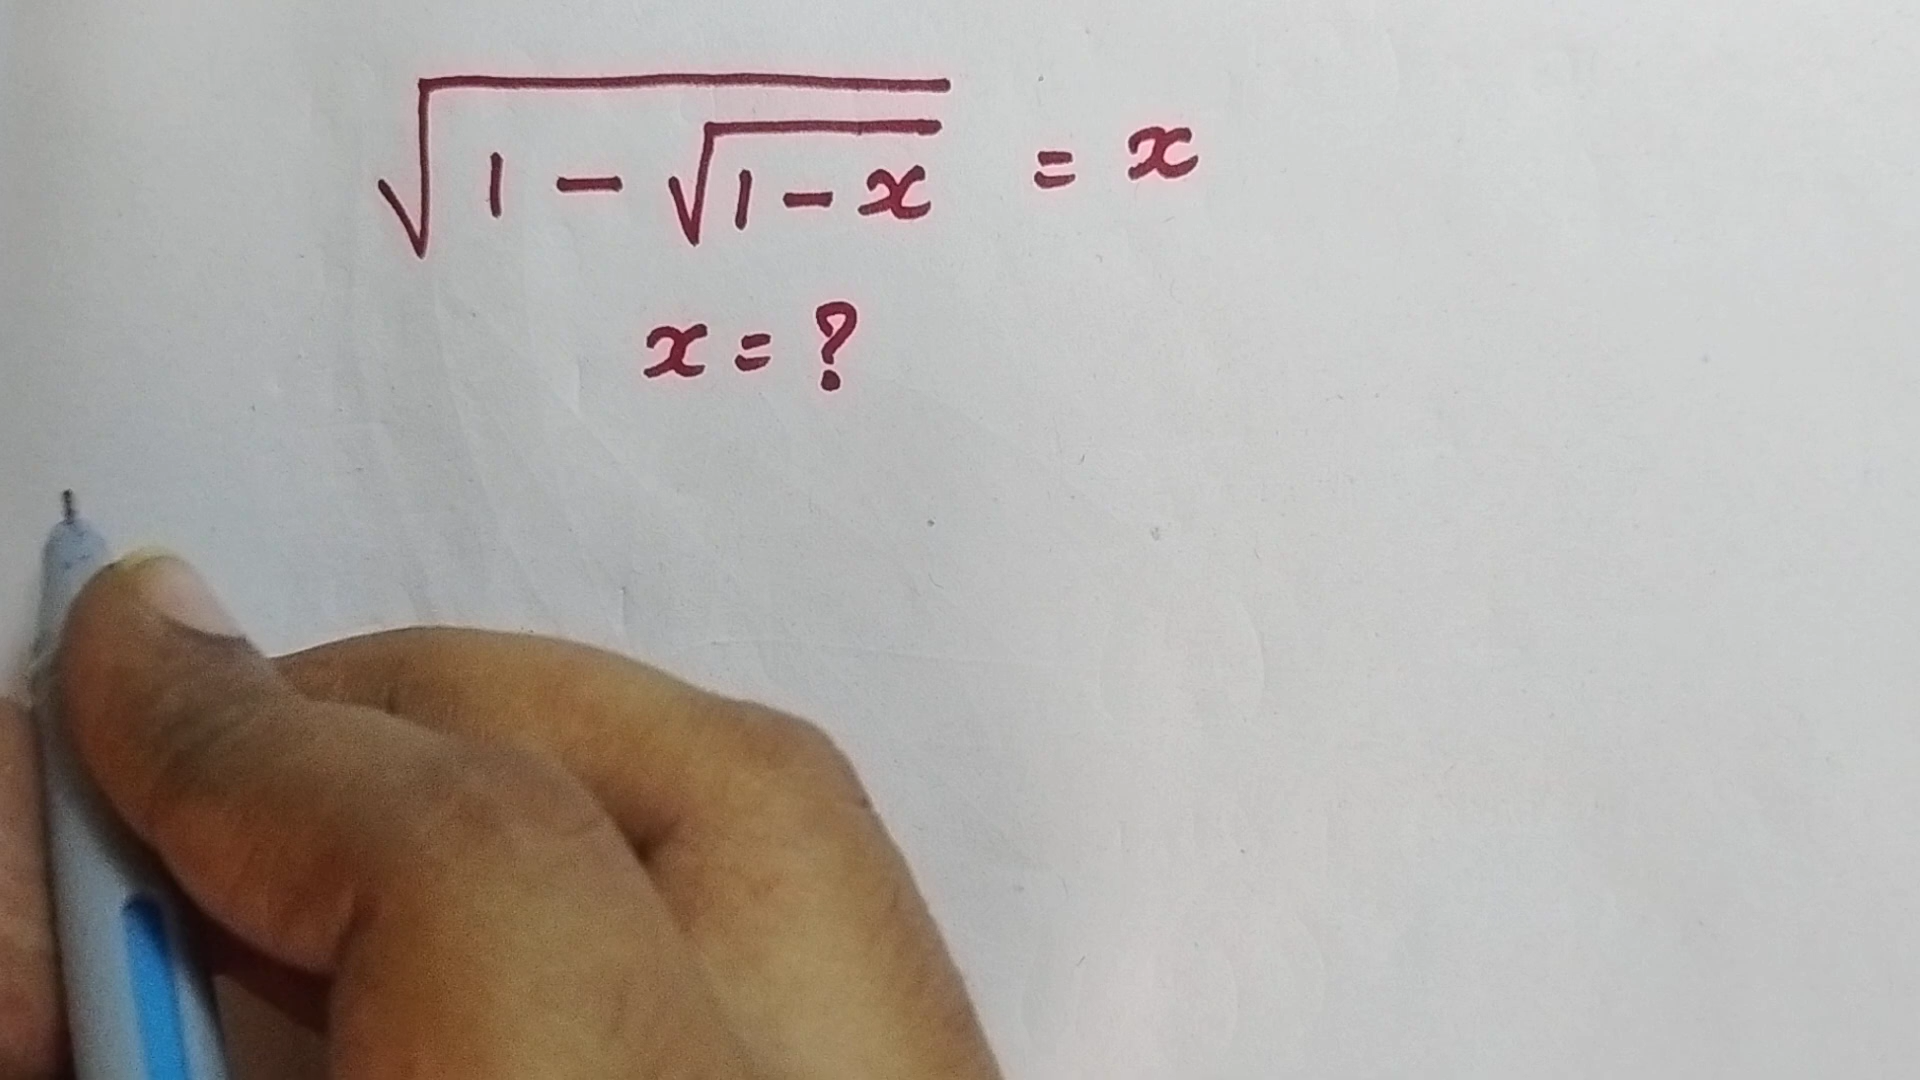 √(1 - √(1 - x)) = x
x = ?